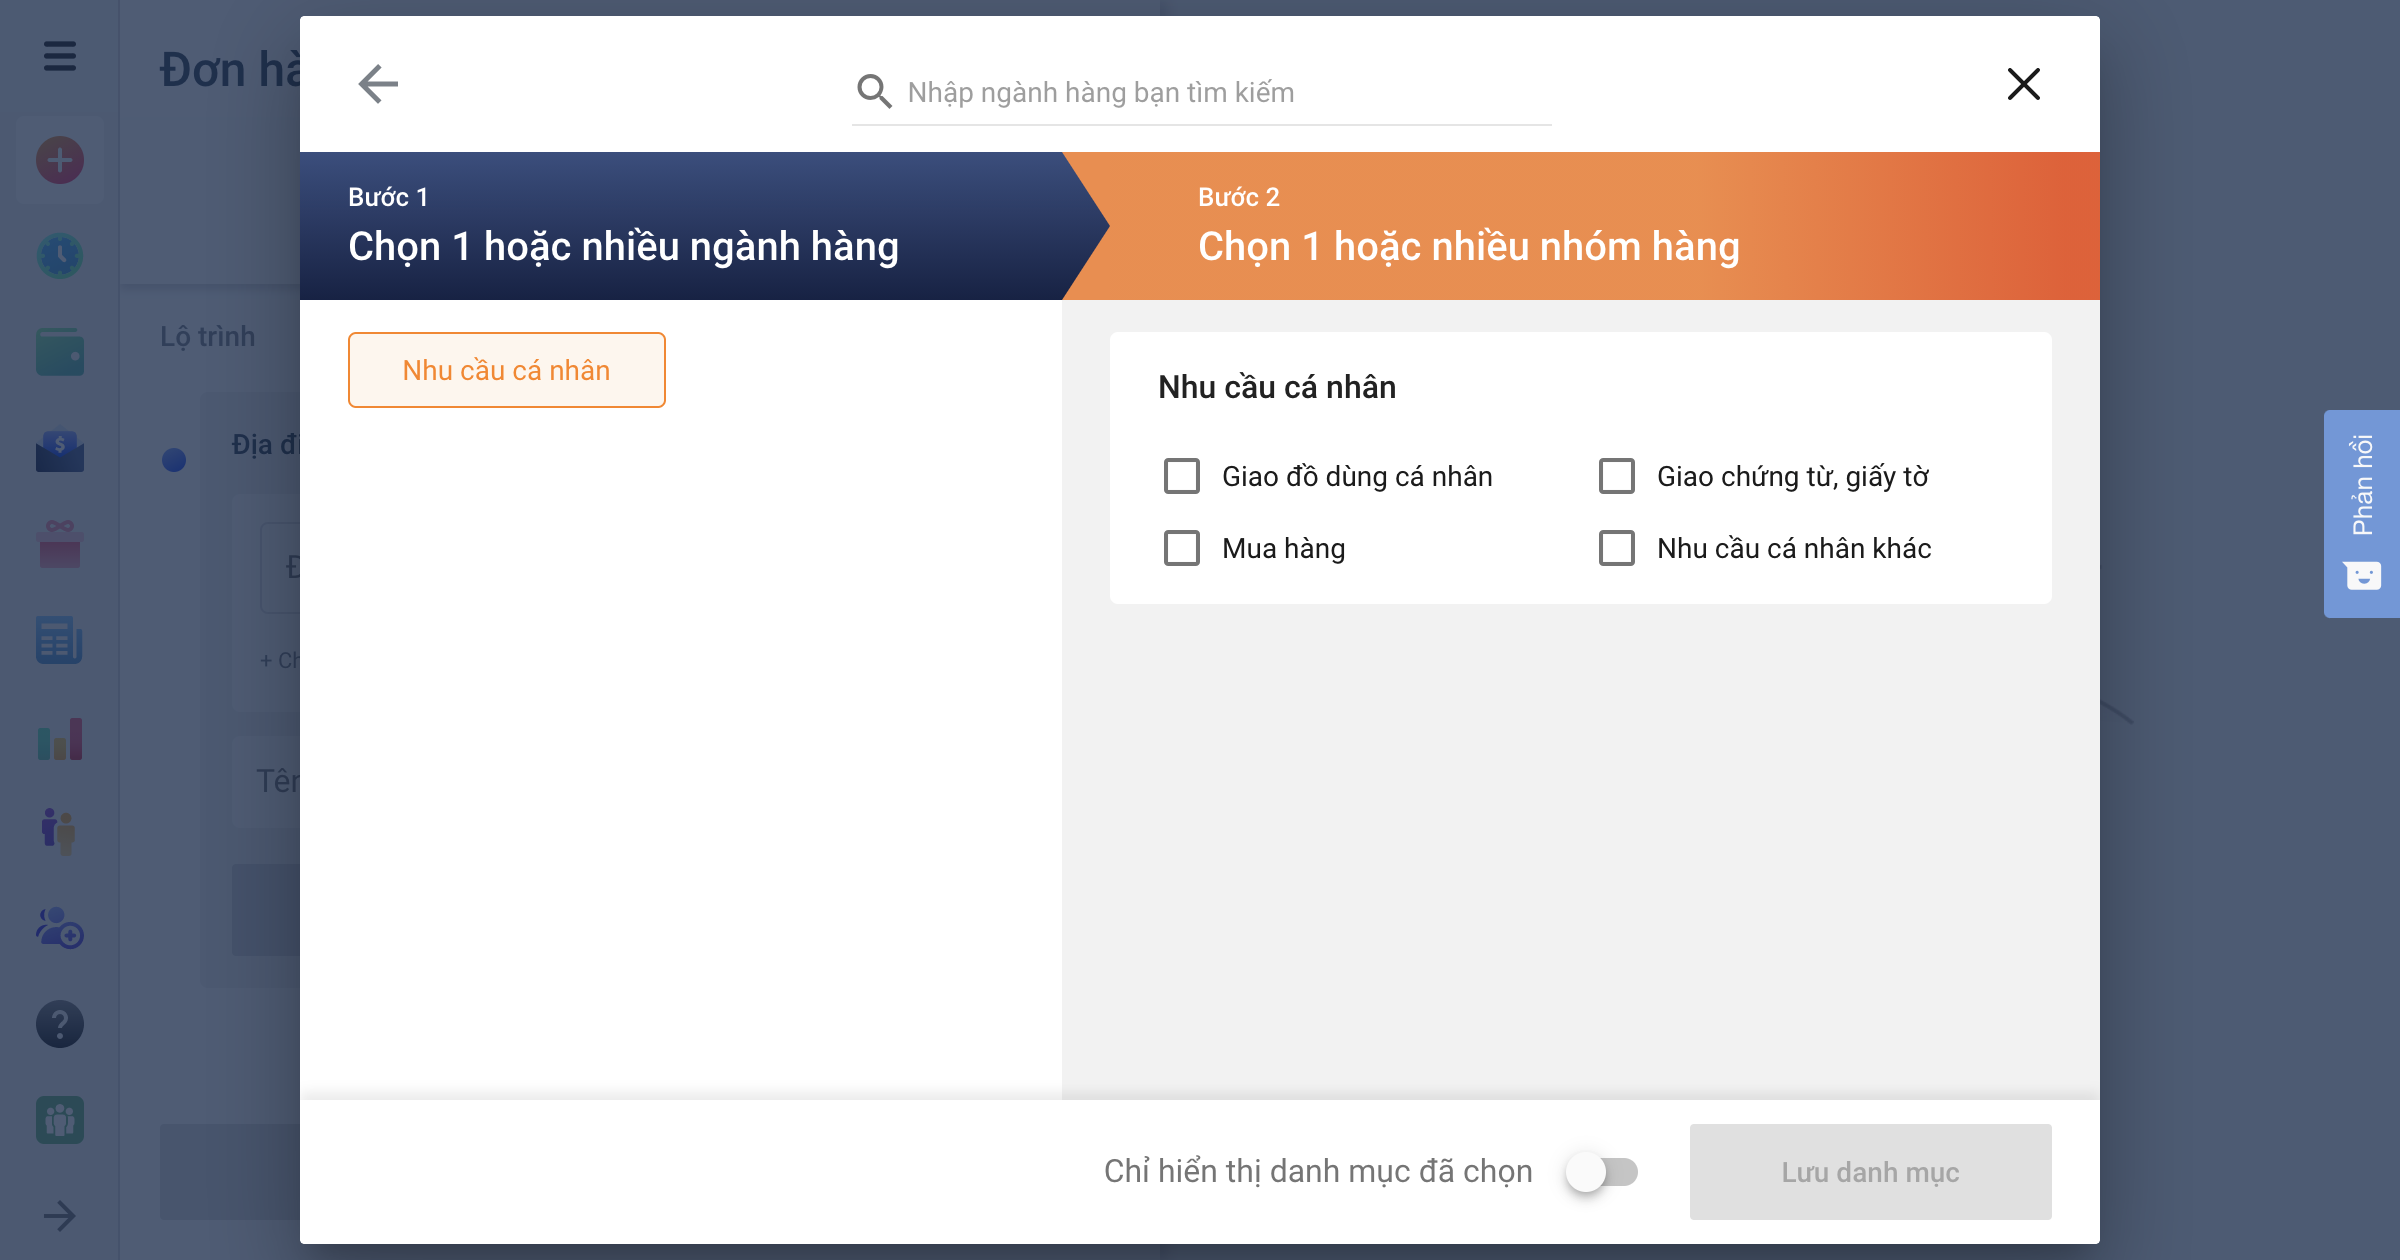 Đơn hà
Nhập ngành hàng bạn tìm kiếm
Bước 1
Chọn 1 hoặc nhiều ngành hàng
Bước 2
Chọn 1 hoặc nhiều nhóm hàng
Lộ trình
Nhu cầu cá nhân
Nhu cầu cá nhân
Địa đi
Giao đồ dùng cá nhân
Giao chứng từ, giấy tờ
Mua hàng
Nhu cầu cá nhân khác
+ Ch
Tên
Phản hồi
Chỉ hiển thị danh mục đã chọn
Lưu danh mục